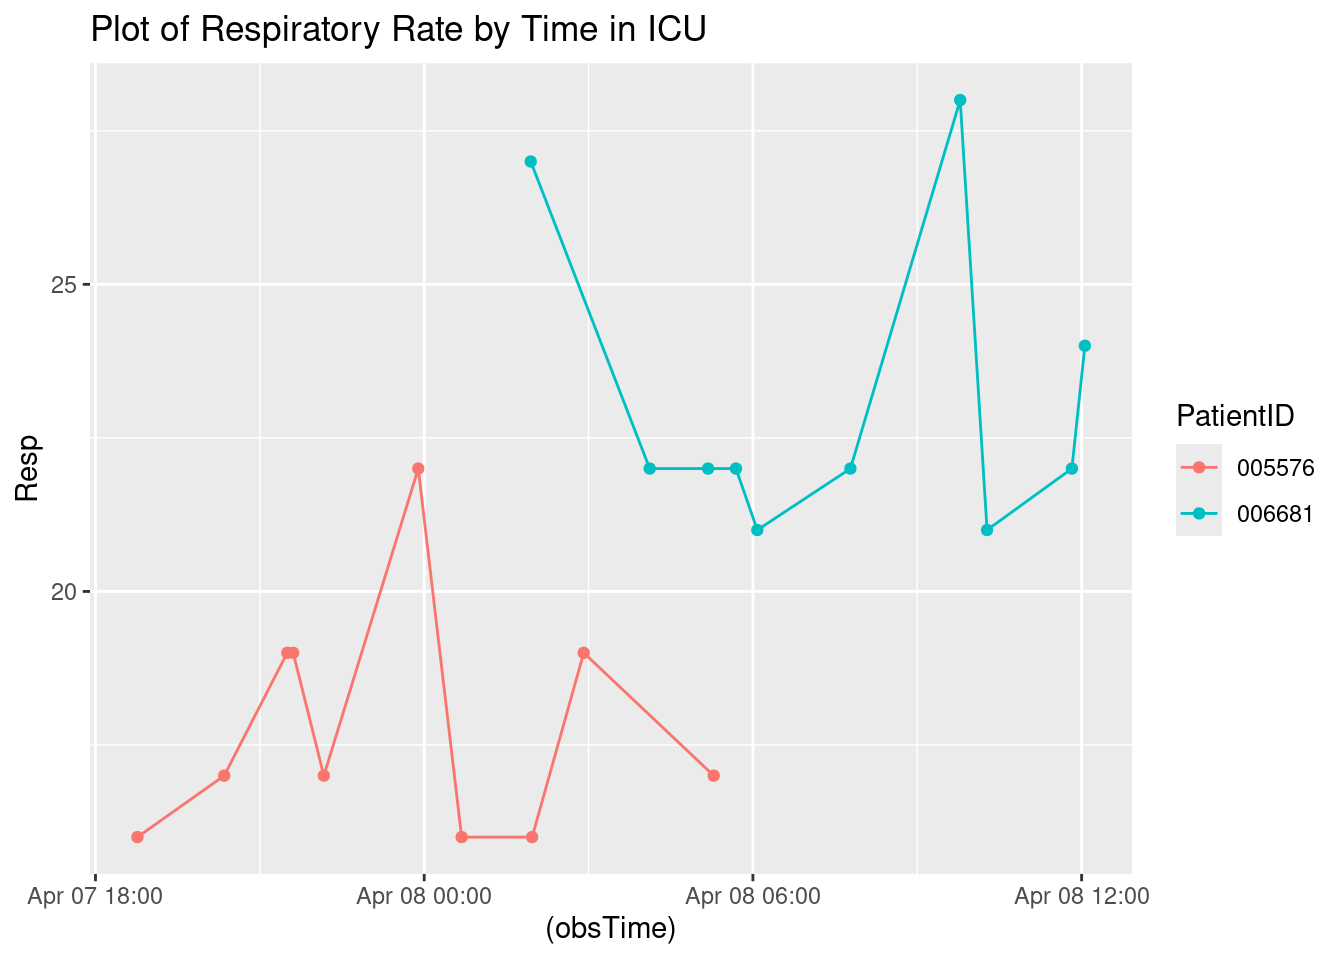 Plot of Respiratory Rate by Time in ICU
Resp
25
20
Apr 07 18:00
Apr 08 00:00
Apr 08 06:00
Apr 08 12:00
(obsTime)
PatientID
005576
006681